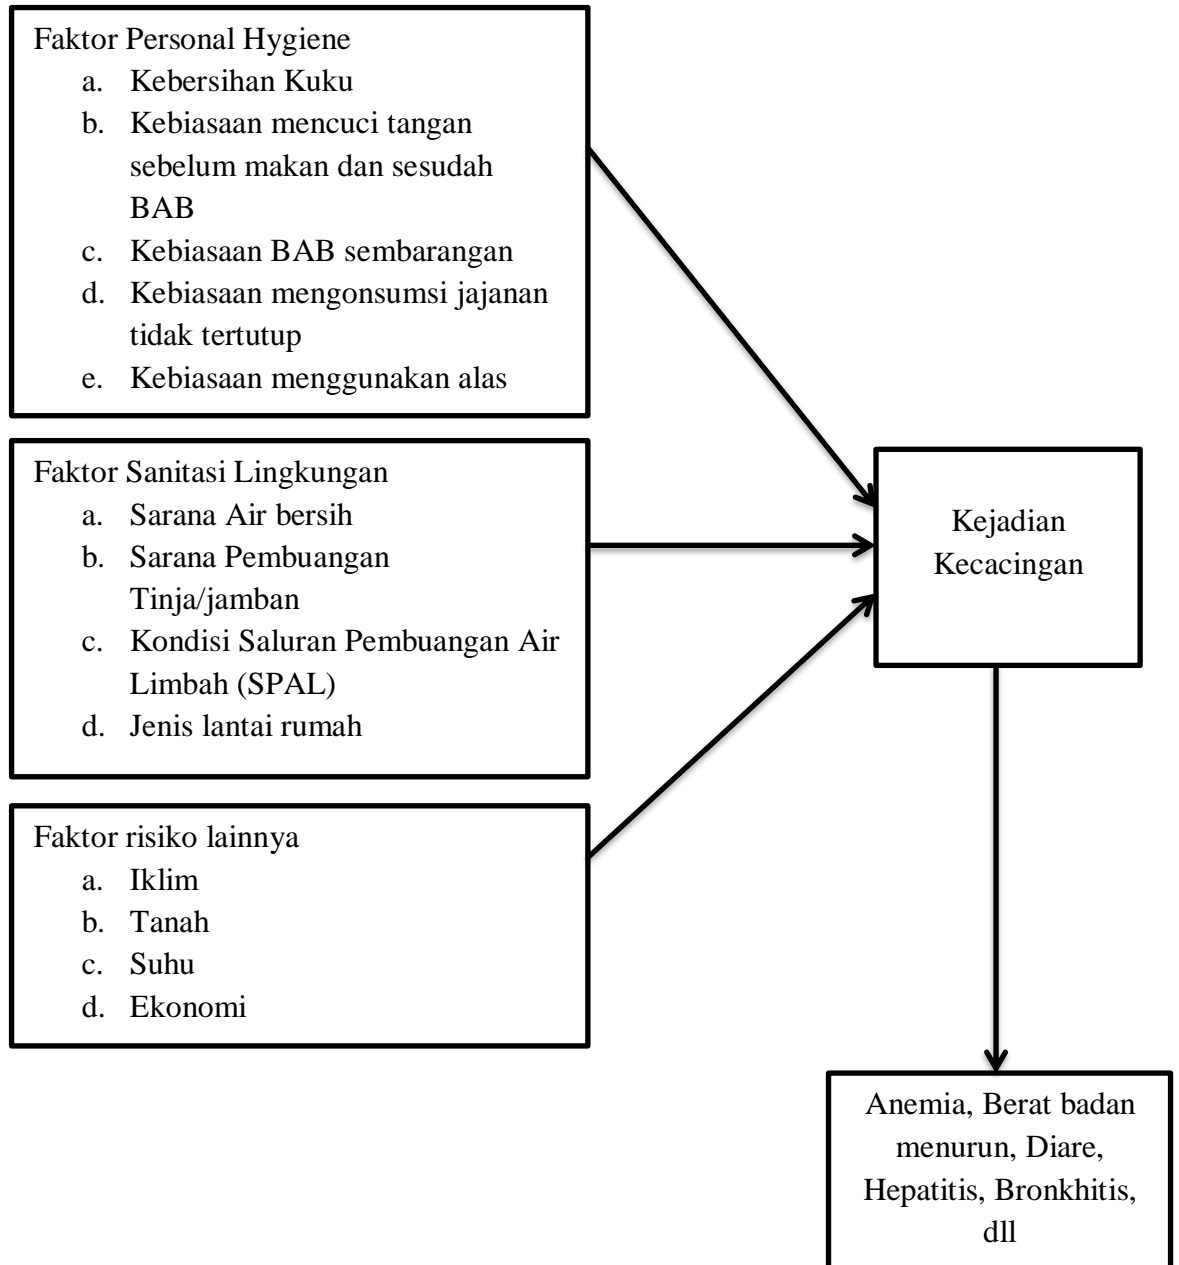 Faktor Personal Hygiene
a. Kebersihan Kuku
b. Kebiasaan mencuci tangan
sebelum makan dan sesudah
BAB
c. Kebiasaan BAB sembarangan
d. Kebiasaan mengonsumsi jajanan
tidak tertutup
e. Kebiasaan menggunakan alas
Faktor Sanitasi Lingkungan
a. Sarana Air bersih
b. Sarana Pembuangan
Tinja/jamban
c. Kondisi Saluran Pembuangan Air
Limbah (SPAL)
d. Jenis lantai rumah
Faktor risiko lainnya
a. Iklim
b. Tanah
c. Suhu
d. Ekonomi
Kejadian
Kecacingan
Anemia, Berat badan
menurun, Diare,
Hepatitis, Bronkhitis,
dll